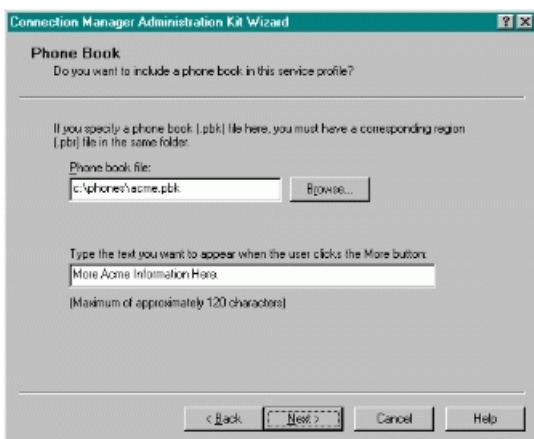 Connection Manager Administration Kit Wizard
Phone Book
Do you want to include a phone book in this service profile?
If you specify a phone book (.pbk) file here, you must have a corresponding region
(.pbr) file in the same folder.
Phone book file:
c:\phones\acme.pbk
Browse...
Type the text you want to appear when the user clicks the More button:
More Acme Information Here.
(Maximum of approximately 120 characters)
< Back
Next >
Cancel
Help